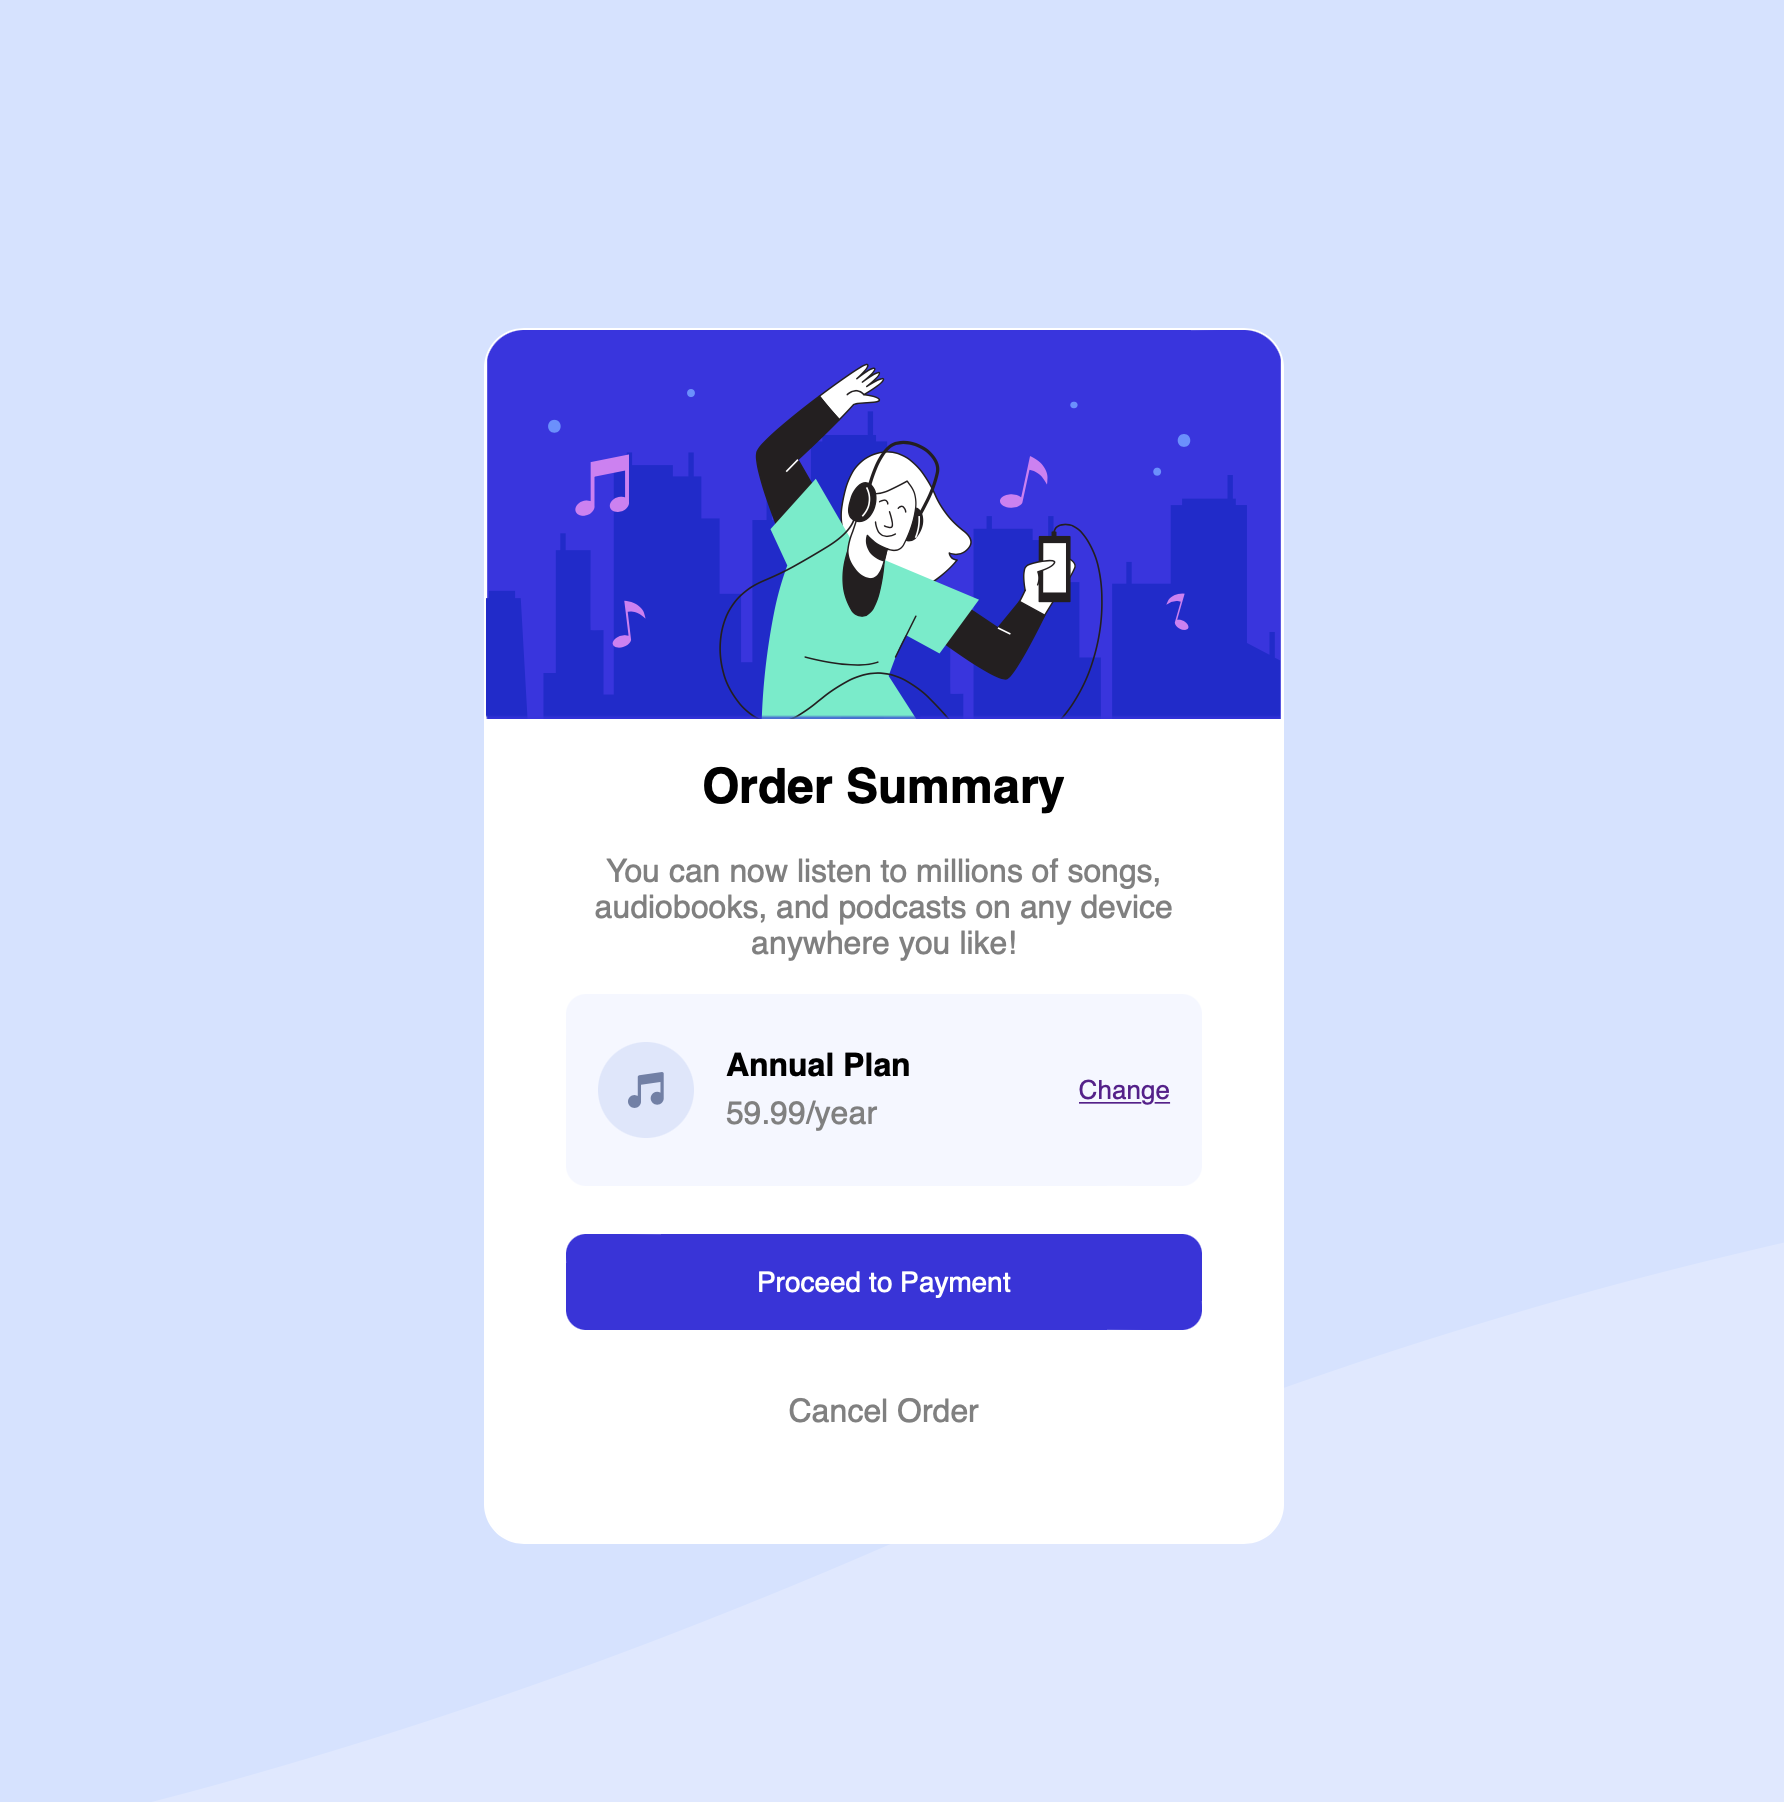 Order Summary
You can now listen to millions of songs,
audiobooks, and podcasts on any device
anywhere you like!
Annual Plan
59.99/year
Change
Proceed to Payment
Cancel Order